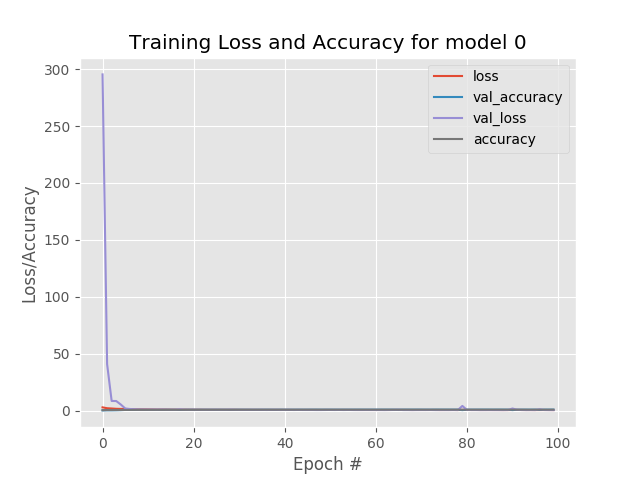 Training Loss and Accuracy for model 0
300
250
200
150
100
50
0
Loss/Accuracy
loss
val_accuracy
val_loss
accuracy
0 20 40 60 80 100
Epoch #